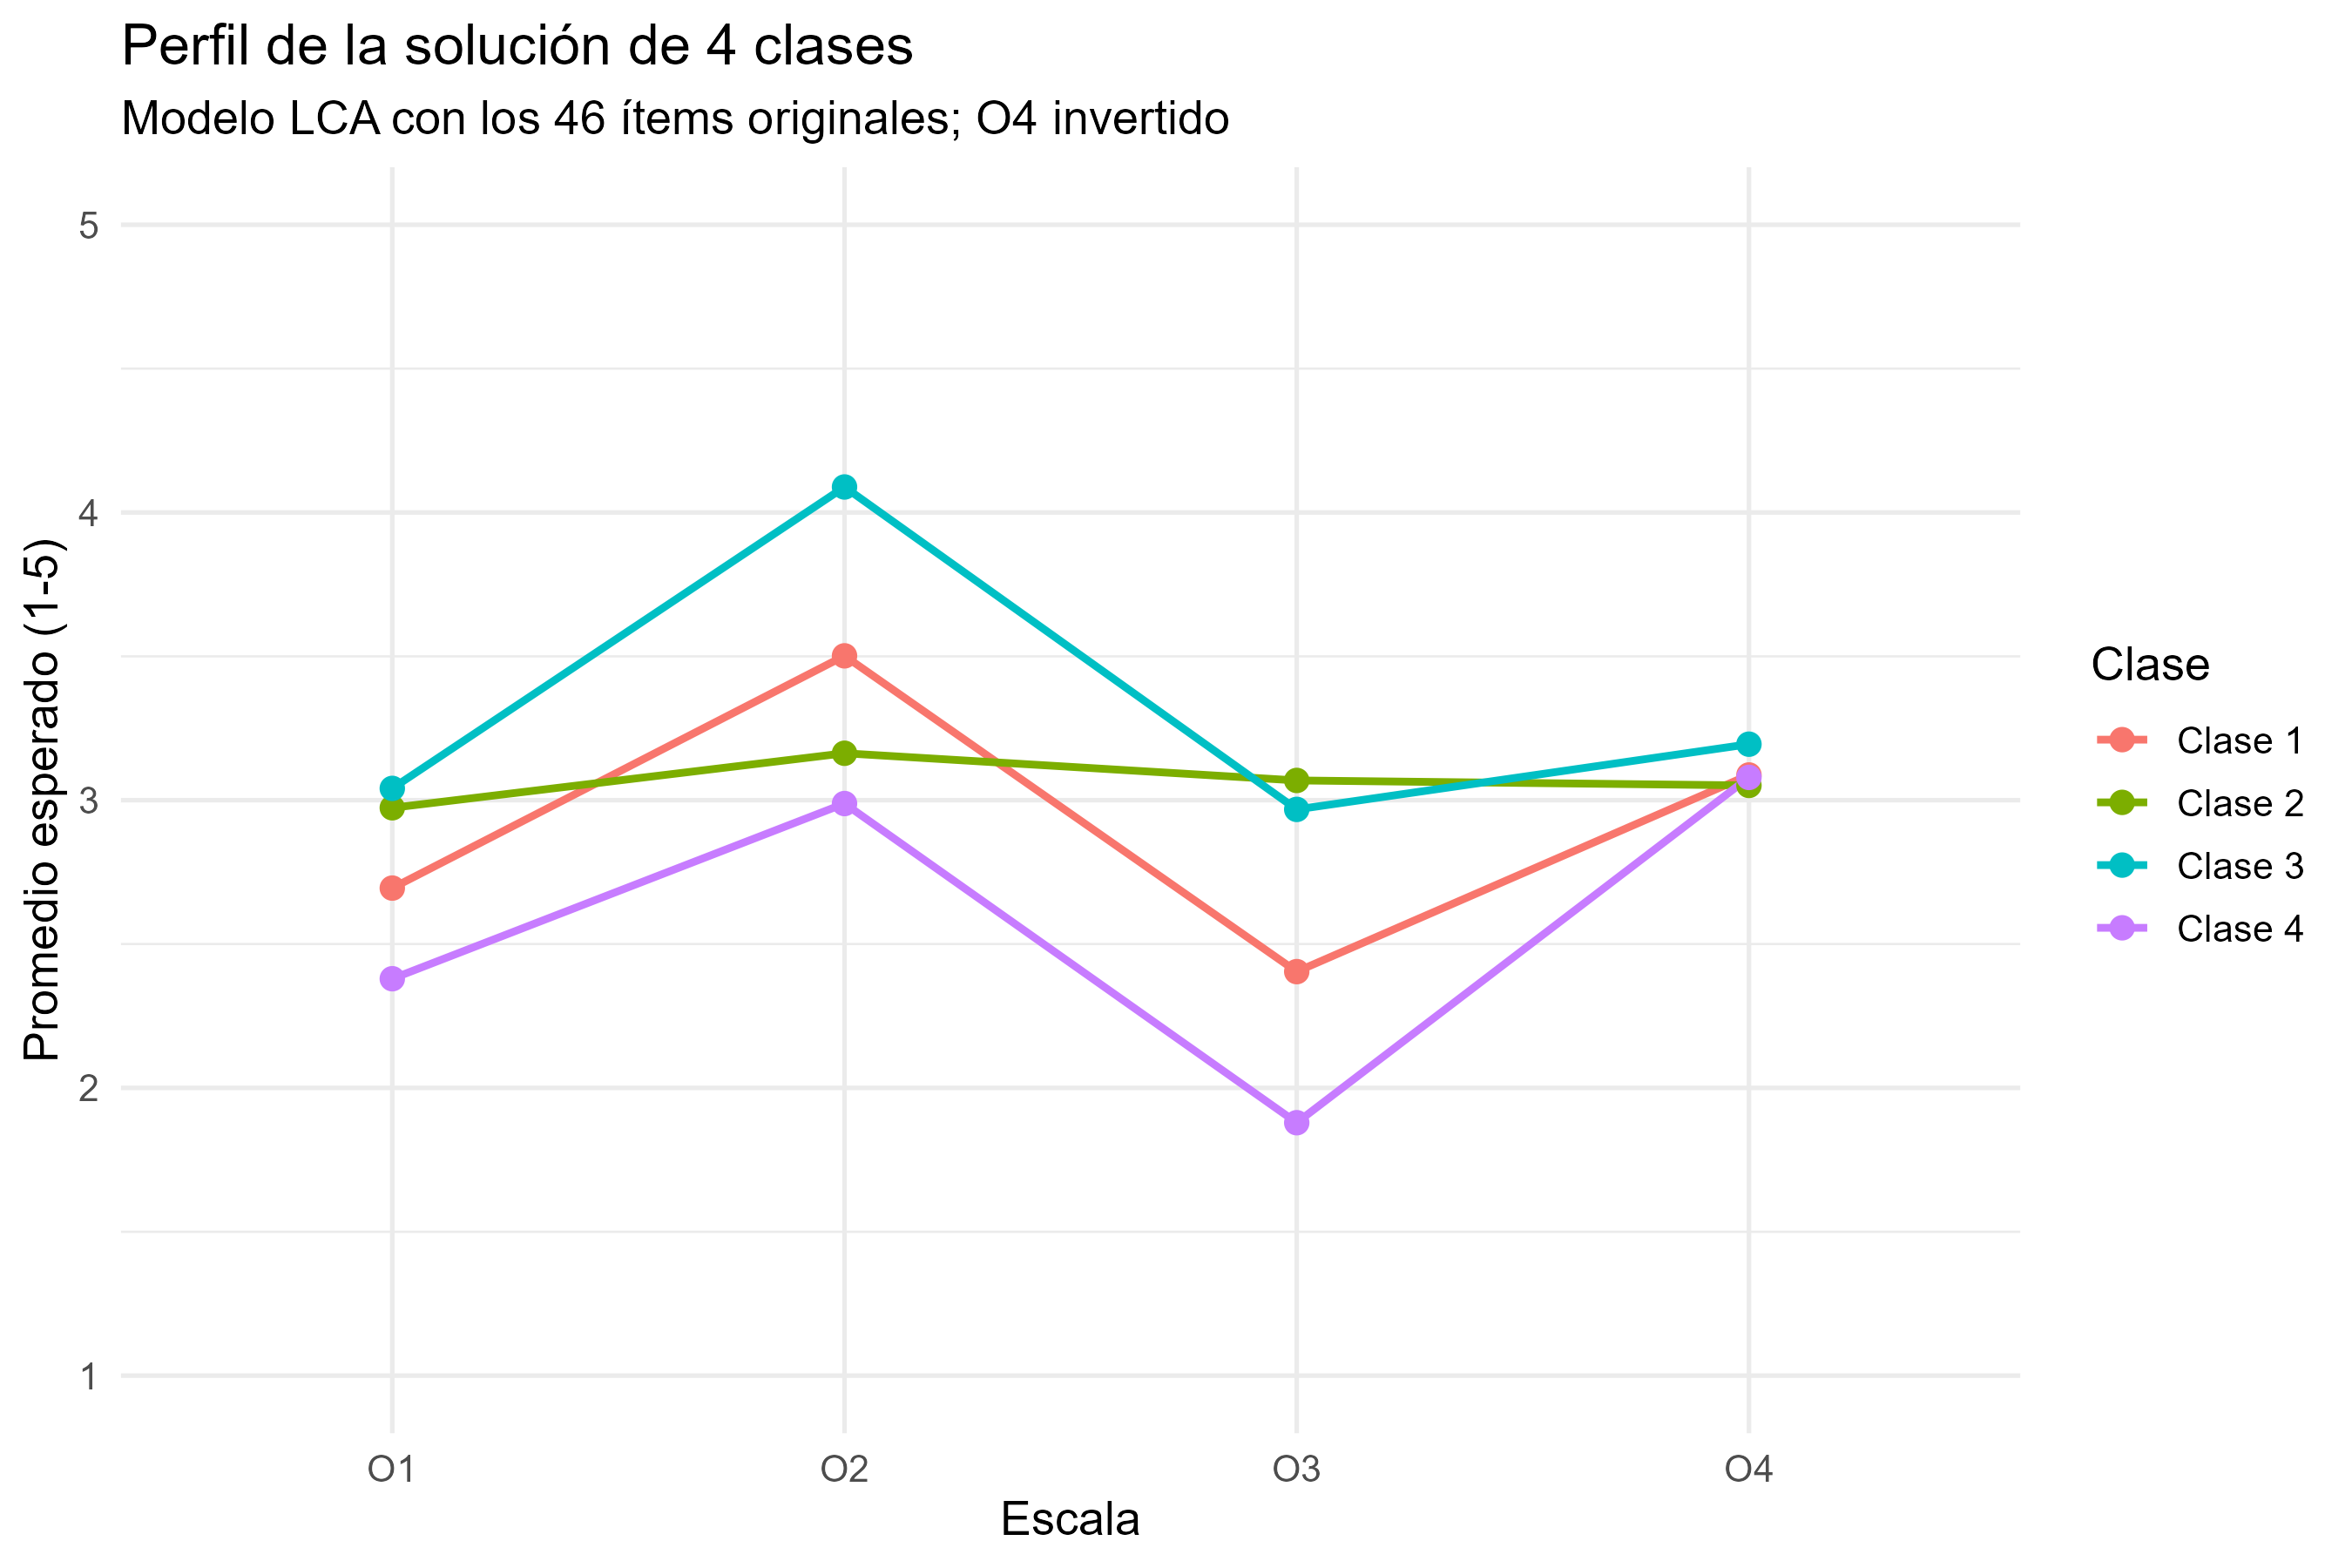 Perfil de la solución de 4 clases
Modelo LCA con los 46 ítems originales; O4 invertido
Promedio esperado (1-5)
5
4
3
2
1
O1
O2
O3
O4
Escala
Clase
Clase 1
Clase 2
Clase 3
Clase 4